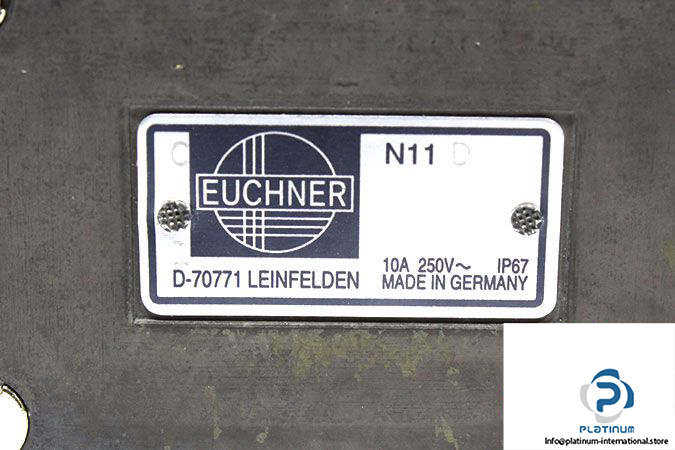 N11 D
EUCHNER
10A 250V~ IP67
D-70771 LEINFELDEN MADE IN GERMANY
PLATINUM
Info@platinum-international.store